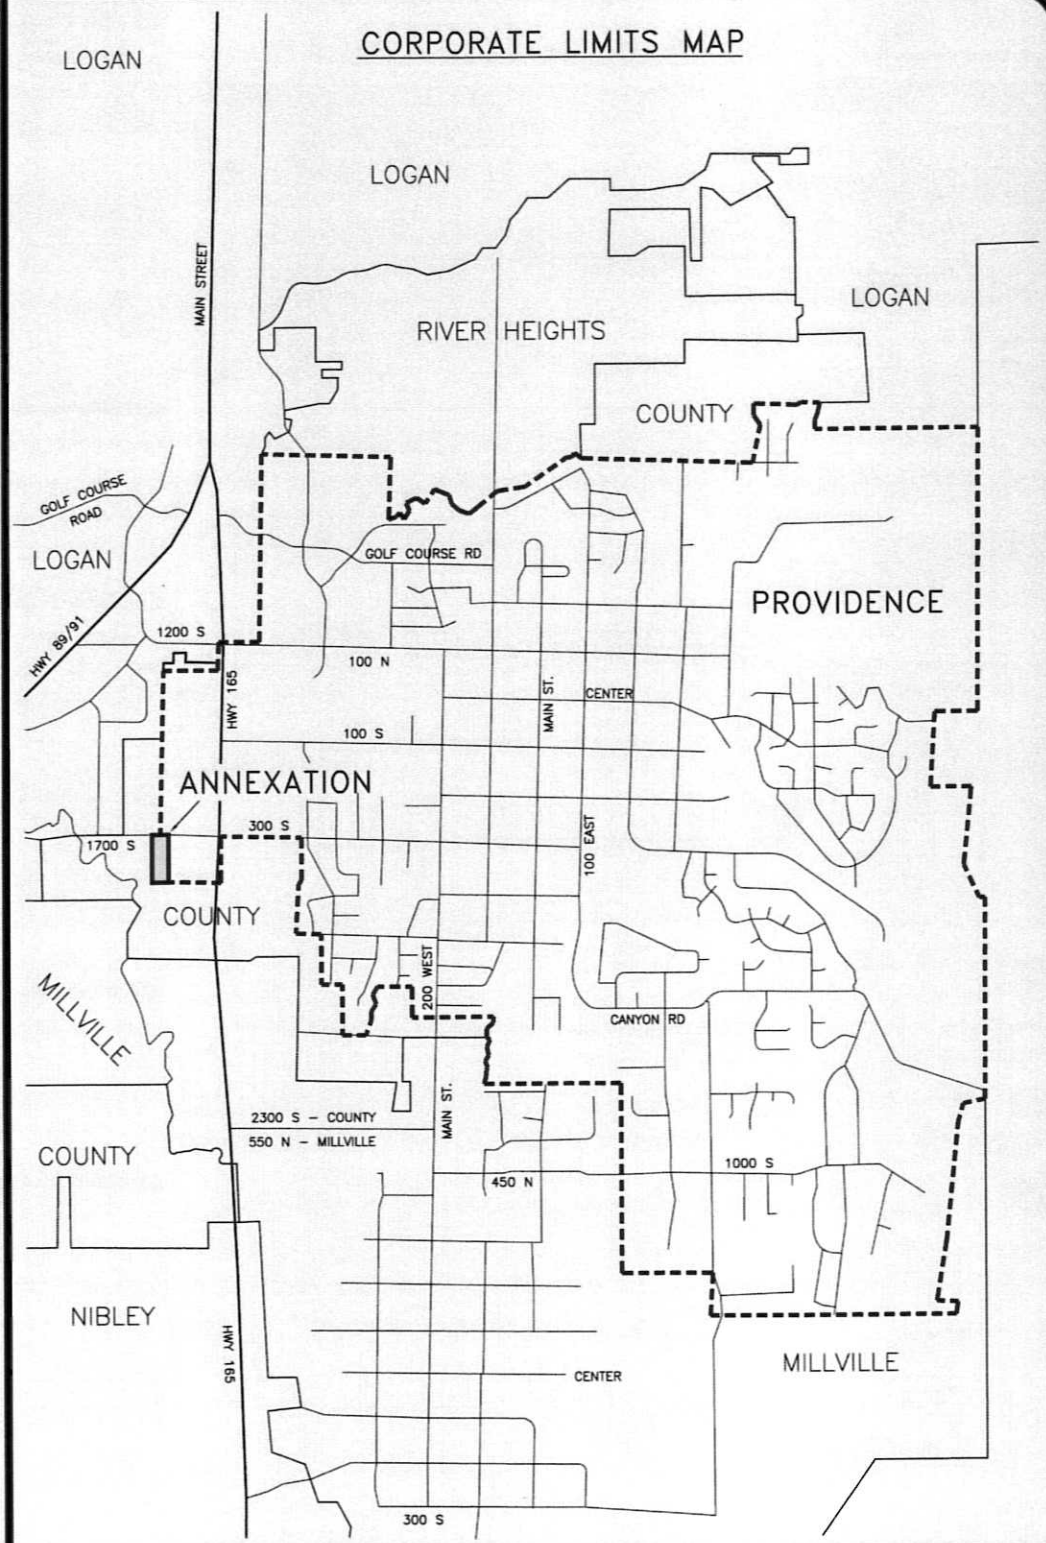 CORPORATE LIMITS MAP
LOGAN
LOGAN
MAIN STREET
LOGAN
RIVER HEIGHTS
COUNTY
GOLF COURSE
ROAD
LOGAN
GOLF COURSE RD
PROVIDENCE
HWY 89/91
1200 S
100 N
HWY 165
MAIN ST.
CENTER
100 S
ANNEXATION
300 S
1700 S
100 EAST
COUNTY
200 WEST
MILLVILLE
CANYON RD
MAIN ST.
2300 S - COUNTY
550 N - MILLVILLE
COUNTY
1000 S
450 N
NIBLEY
HWY 165
MILLVILLE
CENTER
300 S